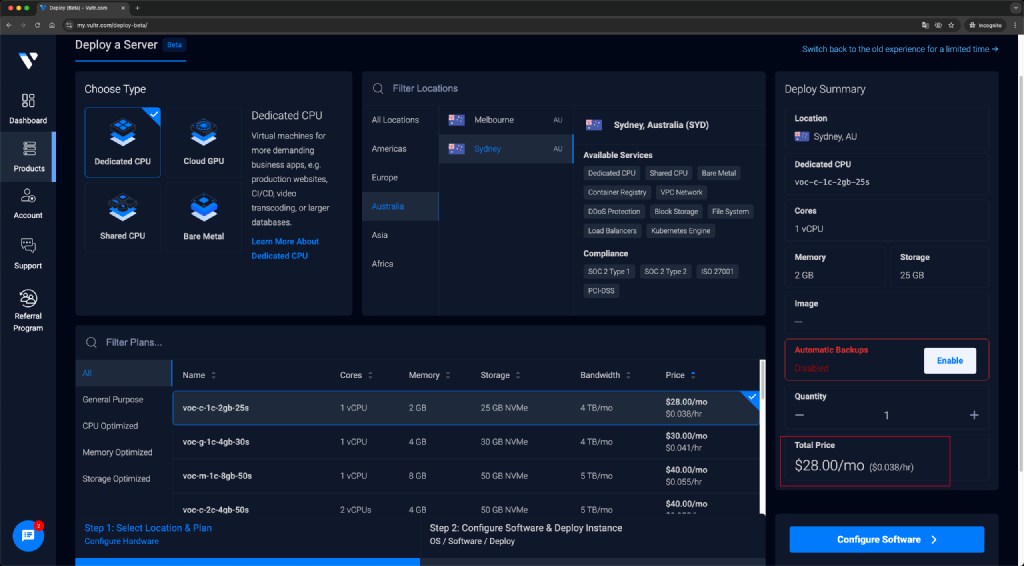 Deploy (Beta) - Vultr.com
my.vultr.com/deploy-beta/
Incognito
Deploy a Server Beta
Switch back to the old experience for a limited time →
Dashboard
Products
Account
Support
Referral
Program
2
Choose Type
Dedicated CPU
Cloud GPU
Shared CPU
Bare Metal
Dedicated CPU
Virtual machines for
more demanding
business apps, e.g.
production websites,
CI/CD, video
transcoding, or larger
databases.
Learn More About
Dedicated CPU
Filter Locations
All Locations
Americas
Europe
Australia
Asia
Africa
Melbourne AU
Sydney AU
Sydney, Australia (SYD)
Available Services
Dedicated CPU Shared CPU Bare Metal
Container Registry VPC Network
DDoS Protection Block Storage File System
Load Balancers Kubernetes Engine
Compliance
SOC 2 Type 1 SOC 2 Type 2 ISO 27001
PCI-DSS
Filter Plans...
All
General Purpose
CPU Optimized
Memory Optimized
Storage Optimized
Name Cores Memory Storage Bandwidth Price
voc-c-1c-2gb-25s 1 vCPU 2 GB 25 GB NVMe 4 TB/mo $28.00/mo
$0.038/hr
voc-g-1c-4gb-30s 1 vCPU 4 GB 30 GB NVMe 4 TB/mo $30.00/mo
$0.041/hr
voc-m-1c-8gb-50s 1 vCPU 8 GB 50 GB NVMe 5 TB/mo $40.00/mo
$0.055/hr
voc-c-2c-4gb-50s 2 vCPUs 4 GB 50 GB NVMe 5 TB/mo $40.00/mo
Step 1: Select Location & Plan
Configure Hardware
Step 2: Configure Software & Deploy Instance
OS / Software / Deploy
Deploy Summary
Location
Sydney, AU
Dedicated CPU
voc-c-1c-2gb-25s
Cores
1 vCPU
Memory
2 GB
Storage
25 GB
Image
—
Automatic Backups
Disabled
Enable
Quantity
— 1 +
Total Price
$28.00/mo ($0.038/hr)
Configure Software